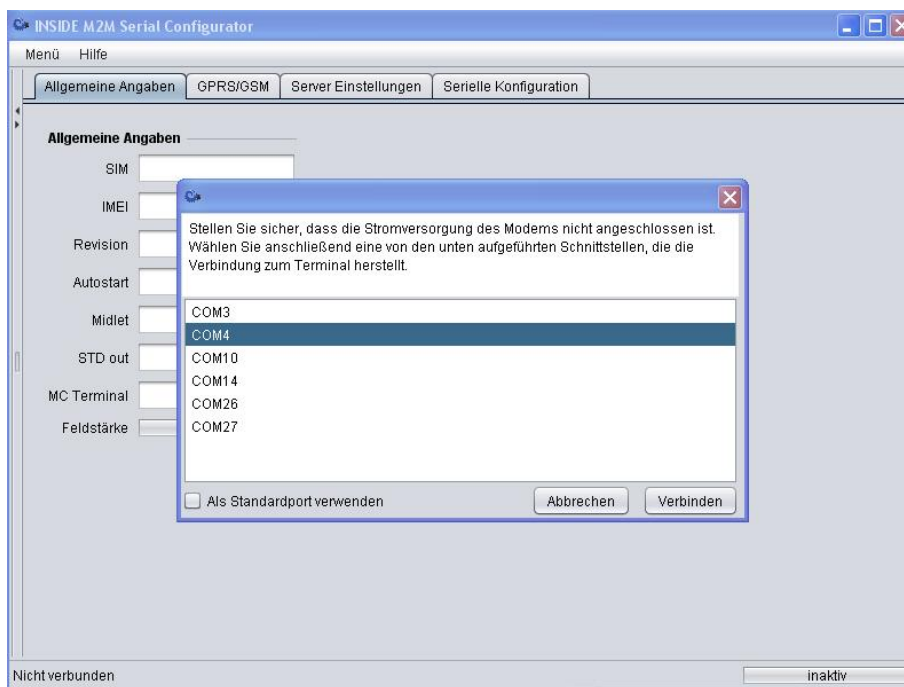 INSIDE M2M Serial Configurator
Menü Hilfe
Allgemeine Angaben GPRS/GSM Server Einstellungen Serielle Konfiguration
Allgemeine Angaben
SIM
IMEI
Revision
Autostart
Midlet
STD out
MC Terminal
Feldstärke
Stellen Sie sicher, dass die Stromversorgung des Modems nicht angeschlossen ist.
Wählen Sie anschließend eine von den unten aufgeführten Schnittstellen, die die
Verbindung zum Terminal herstellt.
COM3
COM4
COM10
COM14
COM26
COM27
Als Standardport verwenden Abbrechen Verbinden
Nicht verbunden inaktiv